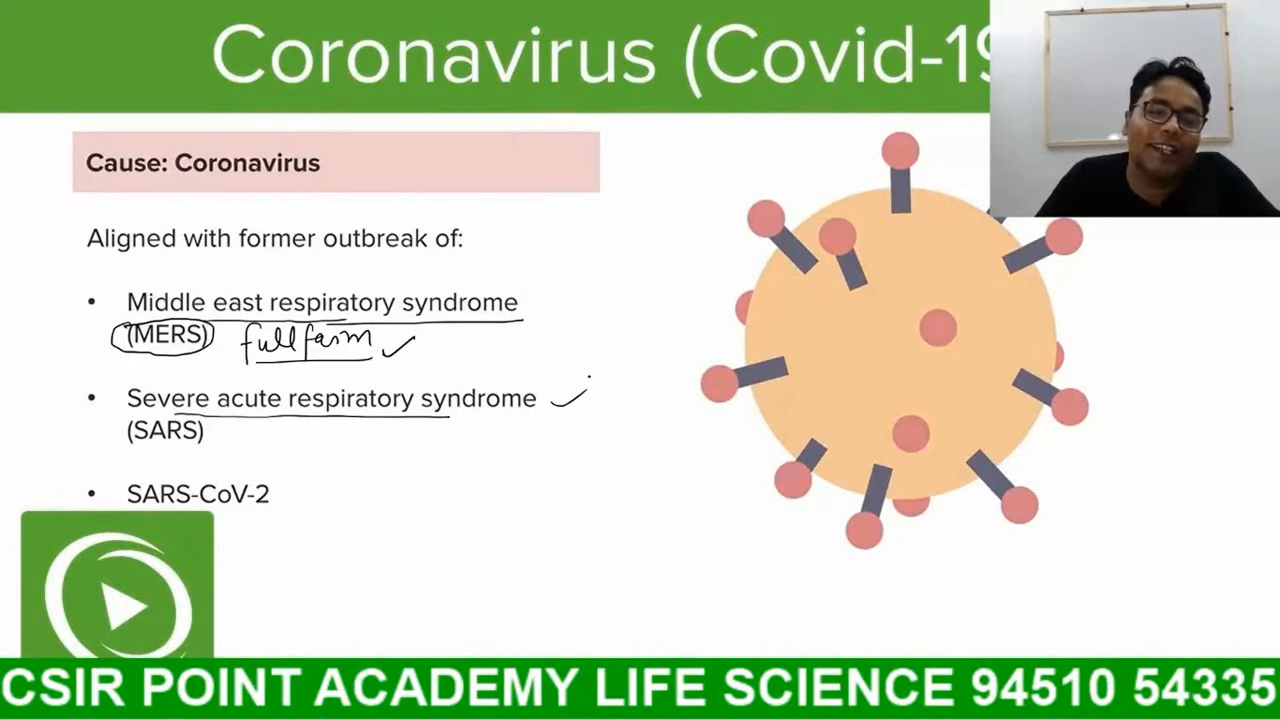 Coronavirus (Covid-19
Cause: Coronavirus
Aligned with former outbreak of:
• Middle east respiratory syndrome
(MERS) full farm
• Severe acute respiratory syndrome
(SARS)
• SARS-CoV-2
CSIR POINT ACADEMY LIFE SCIENCE 94510 54335